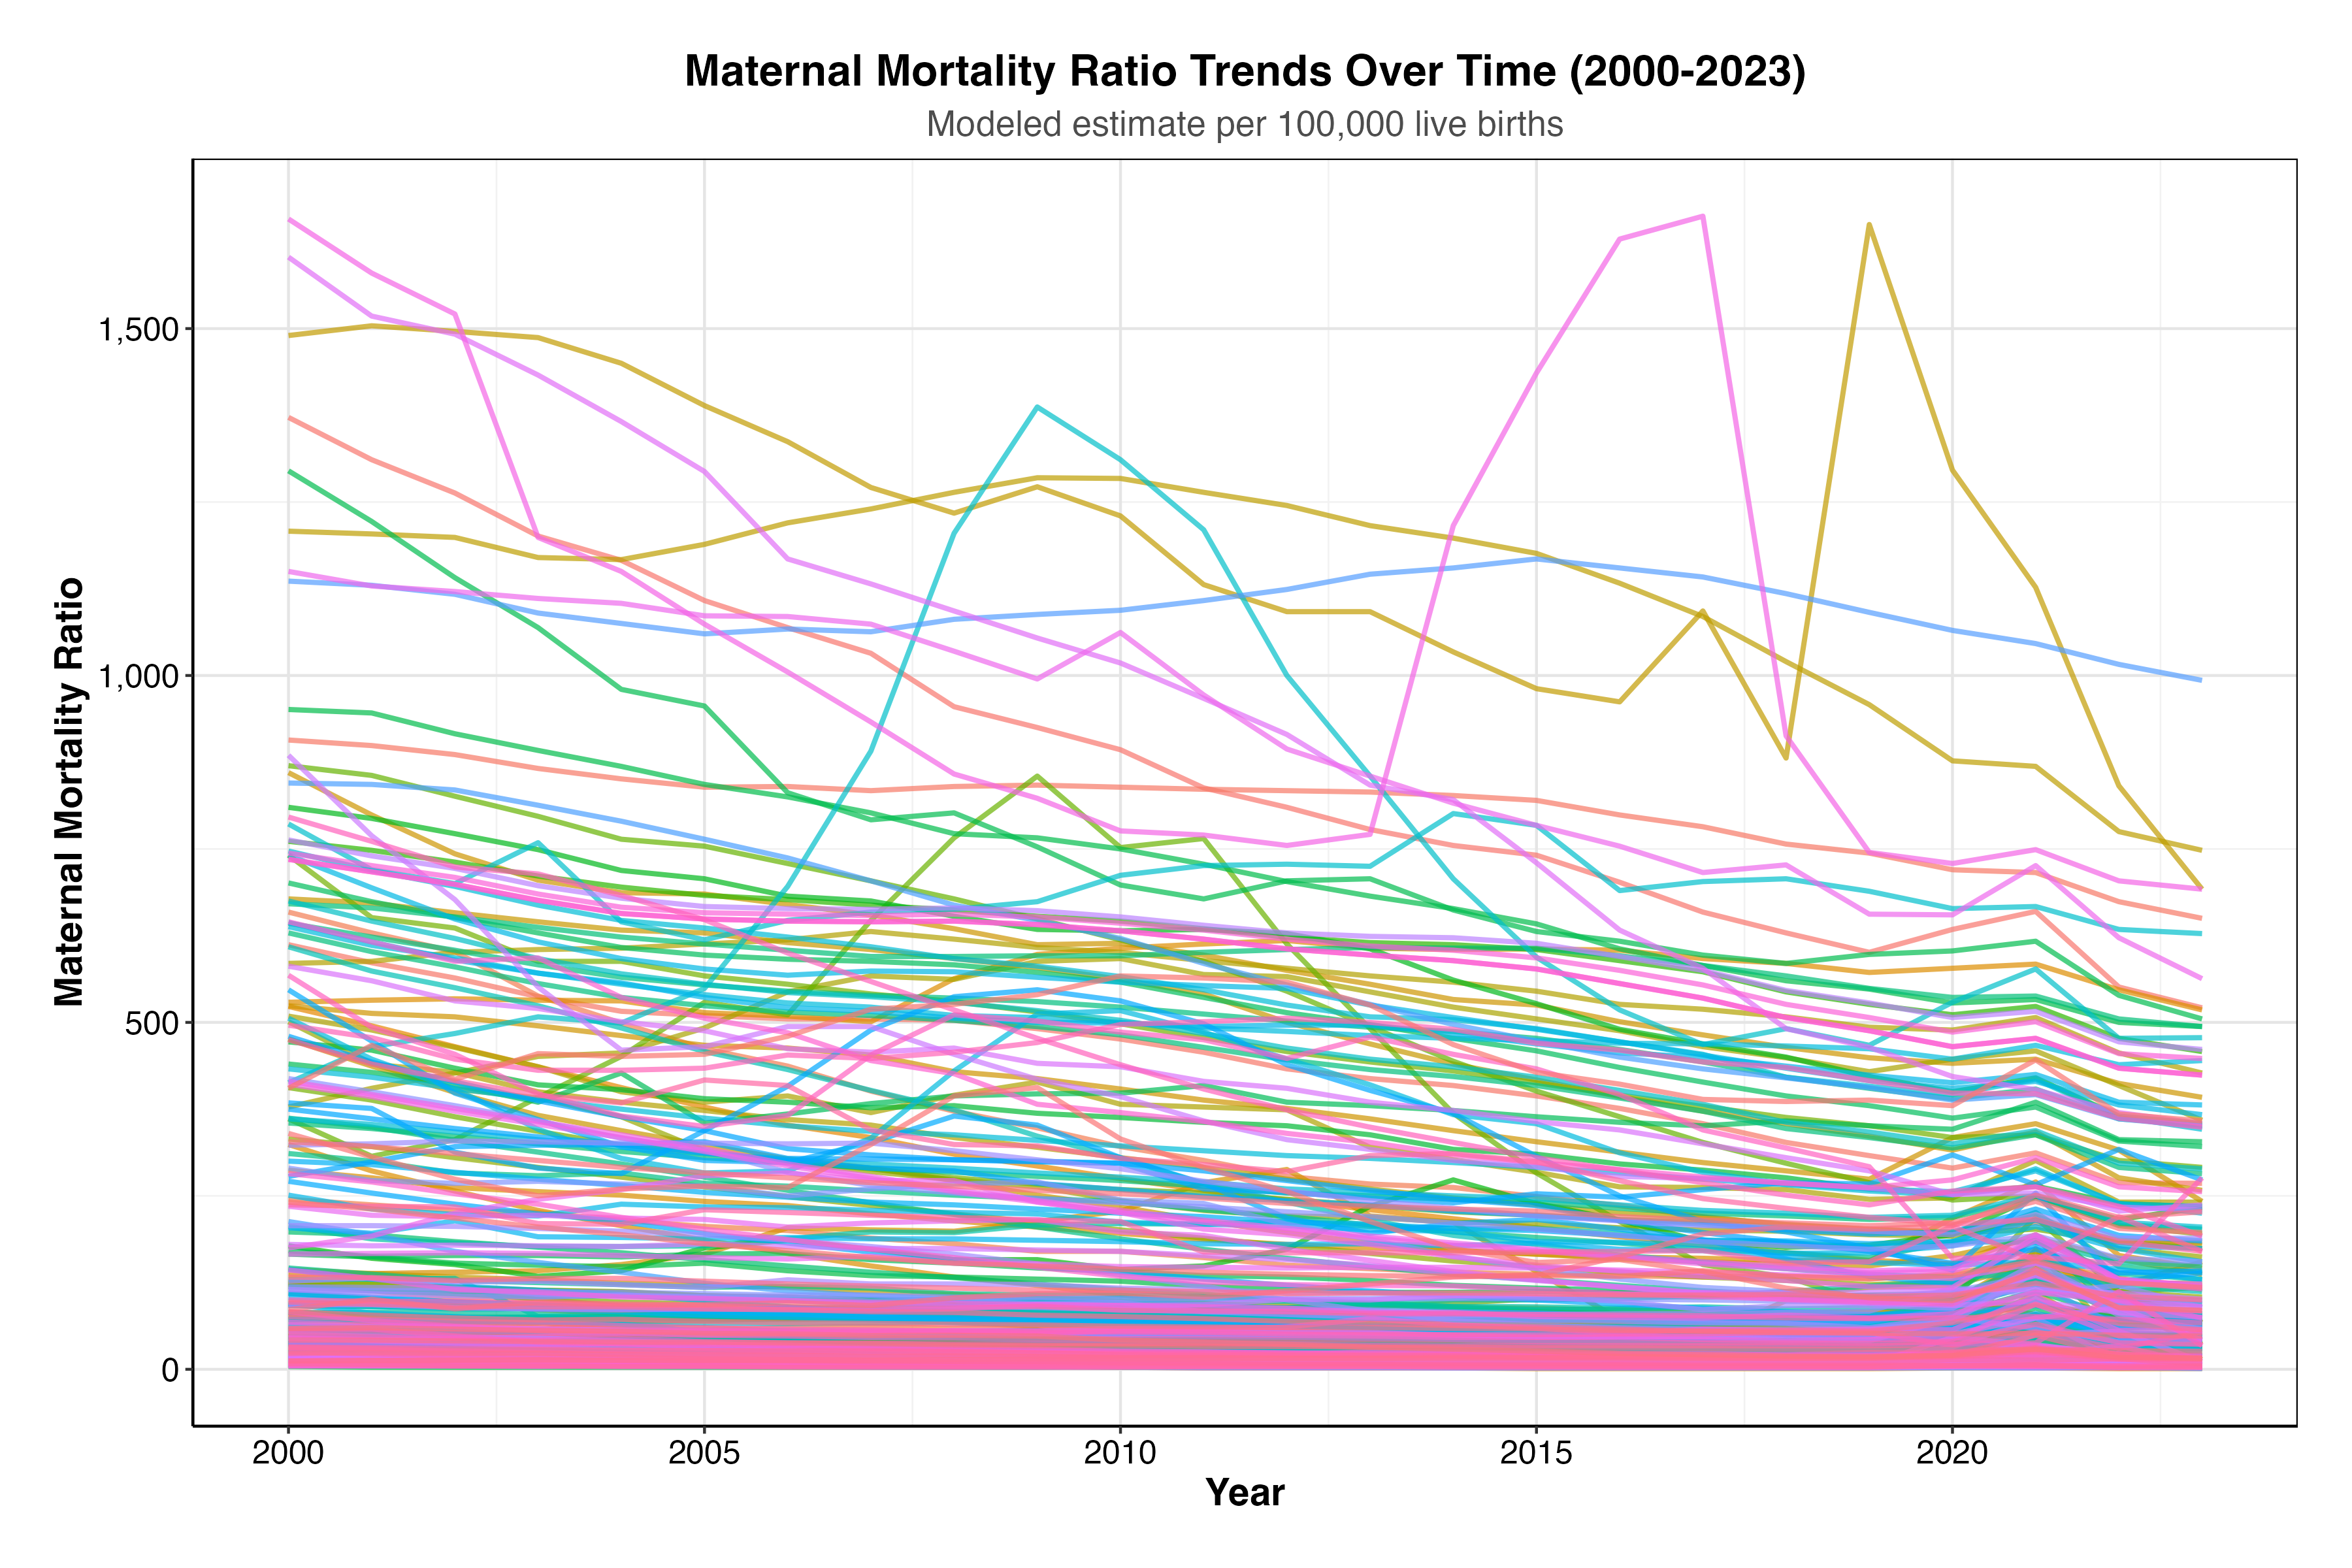 Maternal Mortality Ratio Trends Over Time (2000-2023)
Modeled estimate per 100,000 live births
Maternal Mortality Ratio
1,500
1,000
500
0
2000 2005 2010 2015 2020
Year